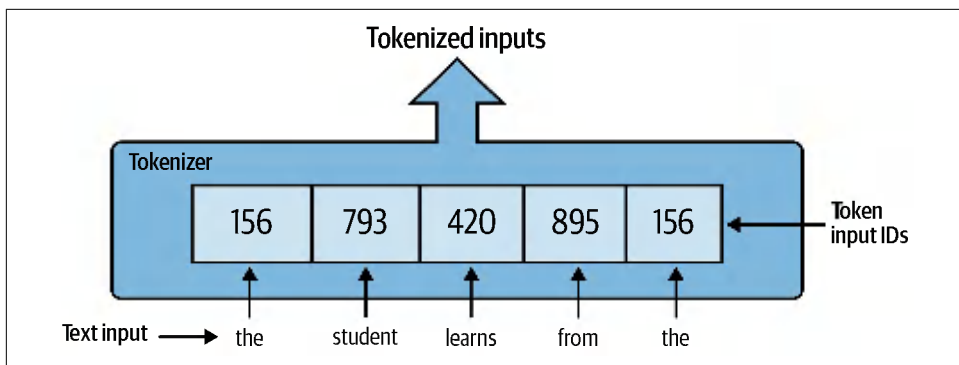 Tokenized inputs
Tokenizer
156 793 420 895 156
Token
input IDs
Text input the student learns from the